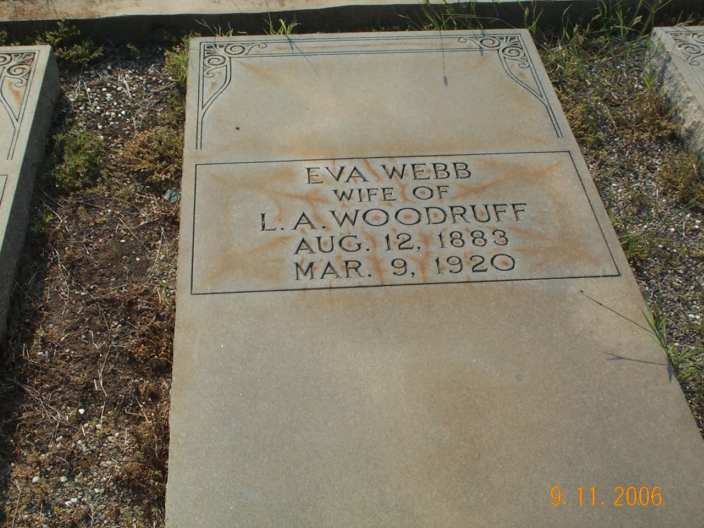 EVA WEBB
WIFE OF
L. A. WOODRUFF
AUG. 12, 1883
MAR. 9, 1920
9. 11. 2006